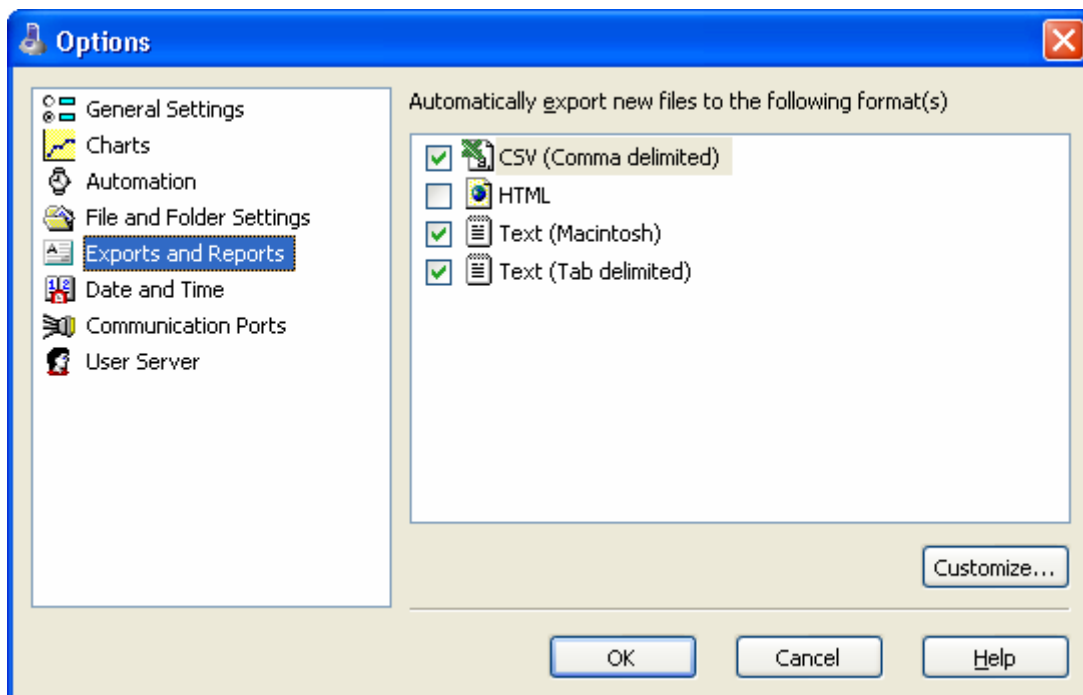 Options
General Settings
Charts
Automation
File and Folder Settings
Exports and Reports
Date and Time
Communication Ports
User Server
Automatically export new files to the following format(s)
CSV (Comma delimited)
HTML
Text (Macintosh)
Text (Tab delimited)
Customize...
OK
Cancel
Help